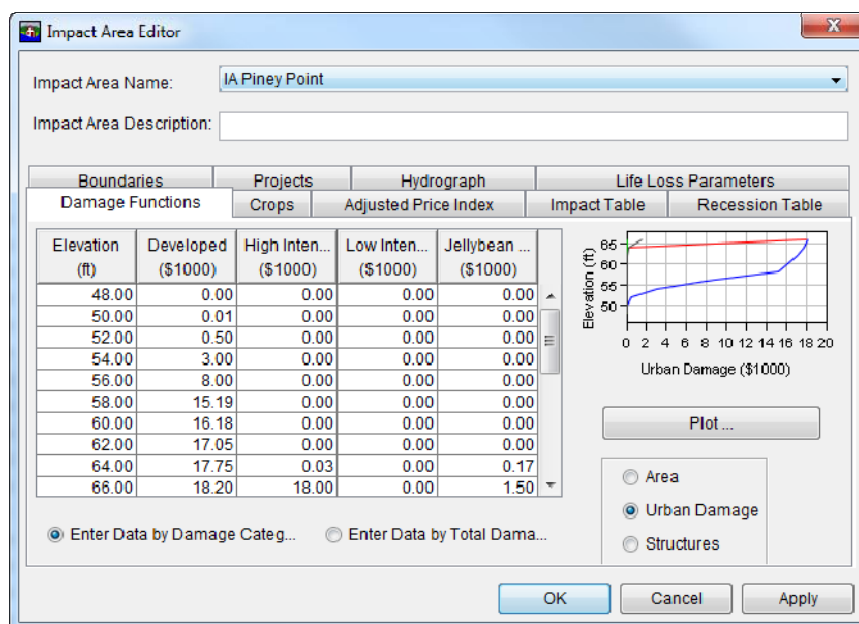 Impact Area Editor
Impact Area Name: IA Piney Point
Impact Area Description:
Boundaries Projects Hydrograph Life Loss Parameters
Damage Functions Crops Adjusted Price Index Impact Table Recession Table
Elevation Developed High Inten... Low Inten... Jellybean ...
(ft) ($1000) ($1000) ($1000) ($1000)
48.00 0.00 0.00 0.00 0.00
50.00 0.01 0.00 0.00 0.00
52.00 0.50 0.00 0.00 0.00
54.00 3.00 0.00 0.00 0.00
56.00 8.00 0.00 0.00 0.00
58.00 15.19 0.00 0.00 0.00
60.00 16.18 0.00 0.00 0.00
62.00 17.05 0.00 0.00 0.00
64.00 17.75 0.03 0.00 0.17
66.00 18.20 18.00 0.00 1.50
Elevation (ft)
65
60
55
50
0 2 4 6 8 10 12 14 16 18 20
Urban Damage ($1000)
Plot ...
Area
Urban Damage
Structures
Enter Data by Damage Categ... Enter Data by Total Dama...
OK Cancel Apply